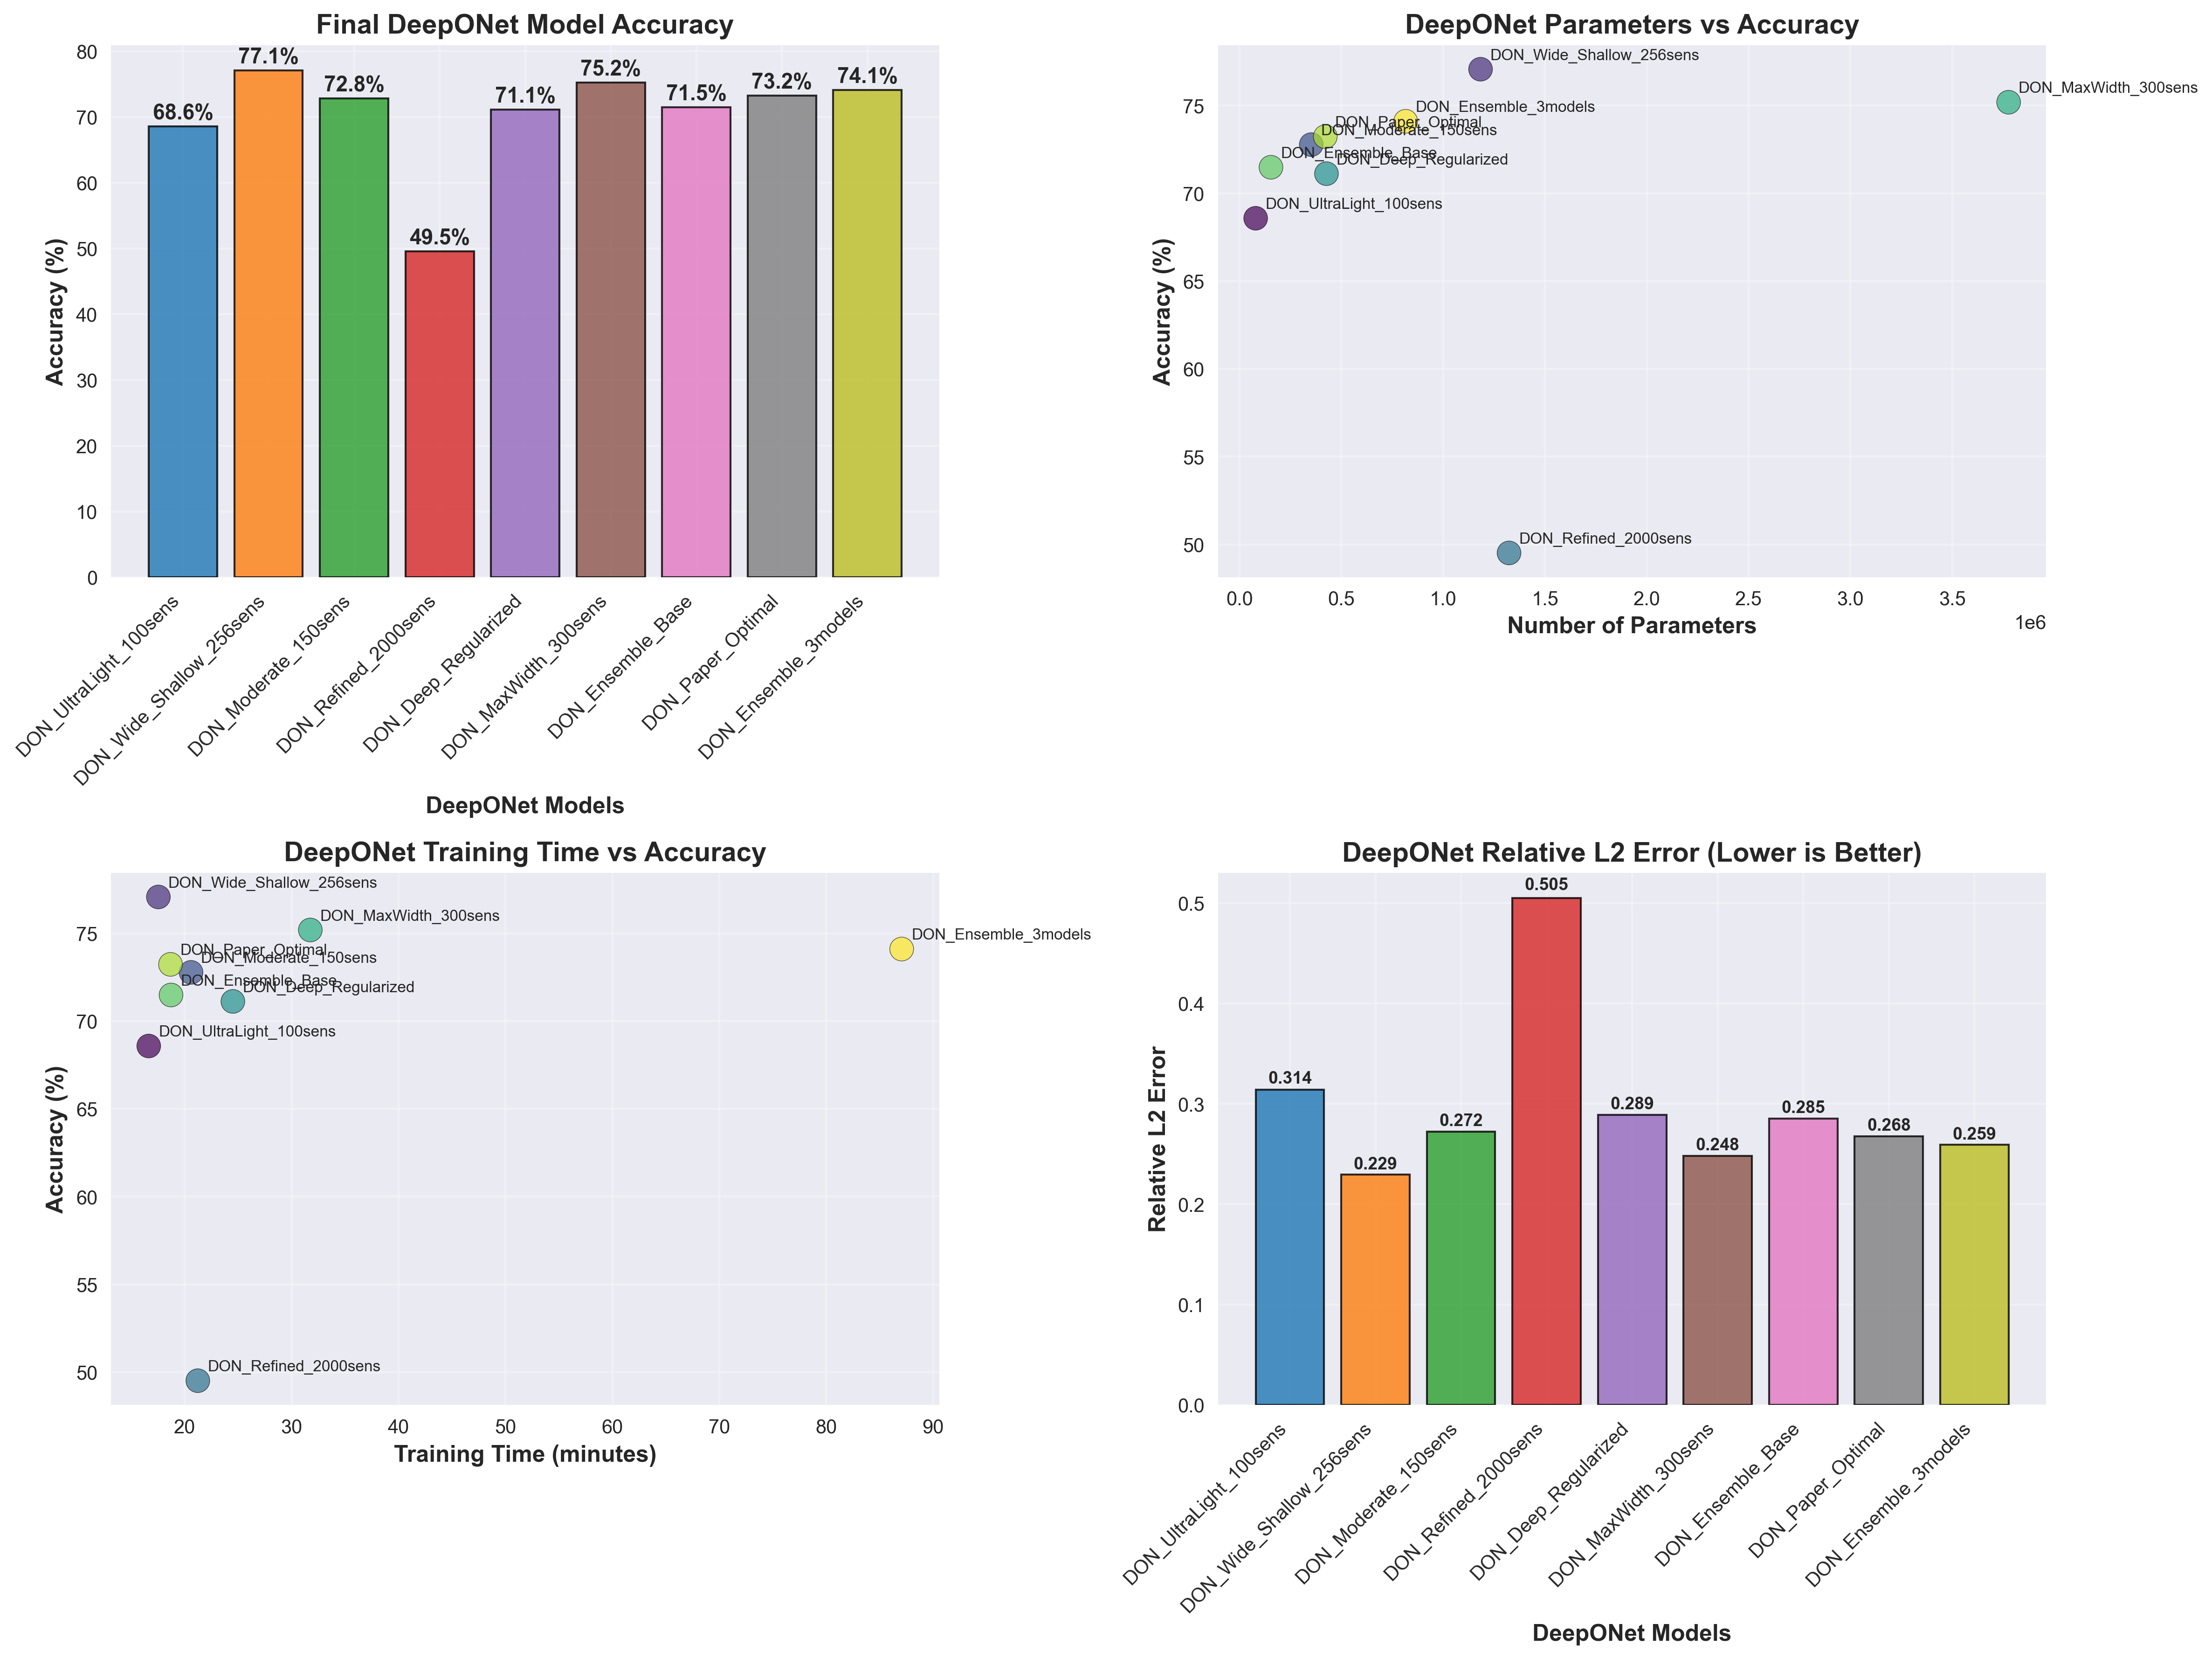 Final DeepONet Model Accuracy
Accuracy (%)
80
70
60
50
40
30
20
10
0
68.6%
77.1%
72.8%
49.5%
71.1%
75.2%
71.5%
73.2%
74.1%
DON_UltraLight_100sens
DON_Wide_Shallow_256sens
DON_Moderate_150sens
DON_Refined_2000sens
DON_Deep_Regularized
DON_MaxWidth_300sens
DON_Ensemble_Base
DON_Paper_Optimal
DON_Ensemble_3models
DeepONet Models
DeepONet Parameters vs Accuracy
Accuracy (%)
75
70
65
60
55
50
DON_Wide_Shallow_256sens
DON_MaxWidth_300sens
DON_Ensemble_3models
DON_Paper_Optimal
DON_Moderate_150sens
DON_Ensemble_Base
DON_Deep_Regularized
DON_UltraLight_100sens
DON_Refined_2000sens
0.0
0.5
1.0
1.5
2.0
2.5
3.0
3.5
1e6
Number of Parameters
DeepONet Training Time vs Accuracy
Accuracy (%)
75
70
65
60
55
50
DON_Wide_Shallow_256sens
DON_MaxWidth_300sens
DON_Ensemble_3models
DON_Paper_Optimal
DON_Moderate_150sens
DON_Ensemble_Base
DON_Deep_Regularized
DON_UltraLight_100sens
DON_Refined_2000sens
20
30
40
50
60
70
80
90
Training Time (minutes)
DeepONet Relative L2 Error (Lower is Better)
Relative L2 Error
0.5
0.4
0.3
0.2
0.1
0.0
0.314
0.229
0.272
0.505
0.289
0.248
0.285
0.268
0.259
DON_UltraLight_100sens
DON_Wide_Shallow_256sens
DON_Moderate_150sens
DON_Refined_2000sens
DON_Deep_Regularized
DON_MaxWidth_300sens
DON_Ensemble_Base
DON_Paper_Optimal
DON_Ensemble_3models
DeepONet Models